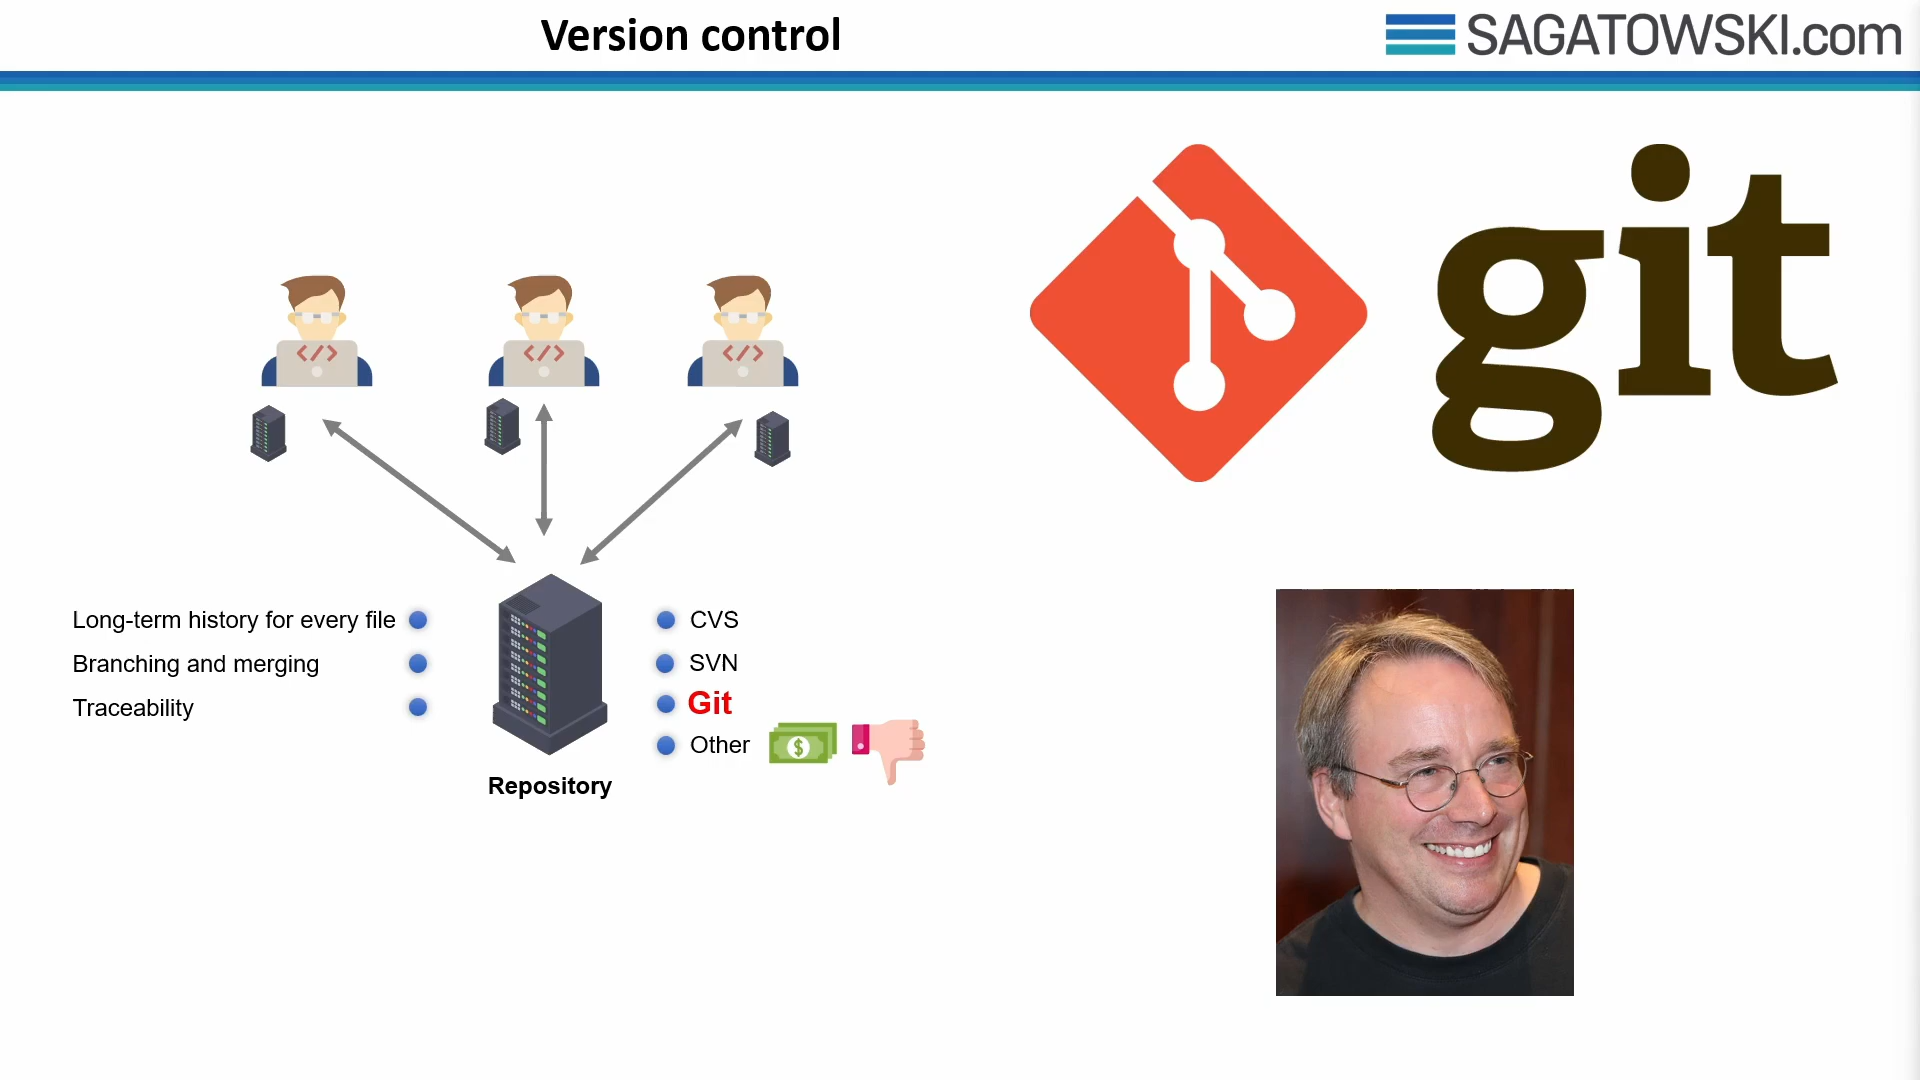 Version control
SAGATOWSKI.com
git
</>
</>
</>
Long-term history for every file
Branching and merging
Traceability
CVS
SVN
Git
Other
$
Repository